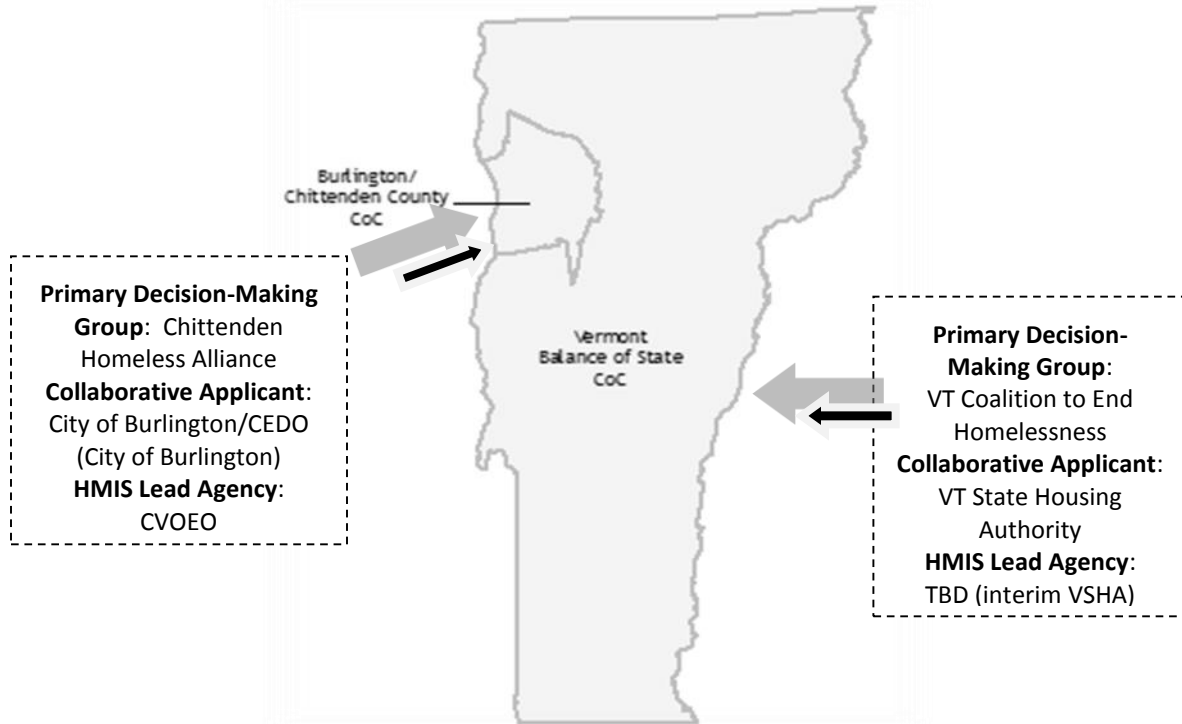 Burlington/
Chittenden County
CoC
Primary Decision-Making
Group: Chittenden
Homeless Alliance
Collaborative Applicant:
City of Burlington/CEDO
(City of Burlington)
HMIS Lead Agency:
CVOEO
Vermont
Balance of State
CoC
Primary Decision-
Making Group:
VT Coalition to End
Homelessness
Collaborative Applicant:
VT State Housing
Authority
HMIS Lead Agency:
TBD (interim VSHA)